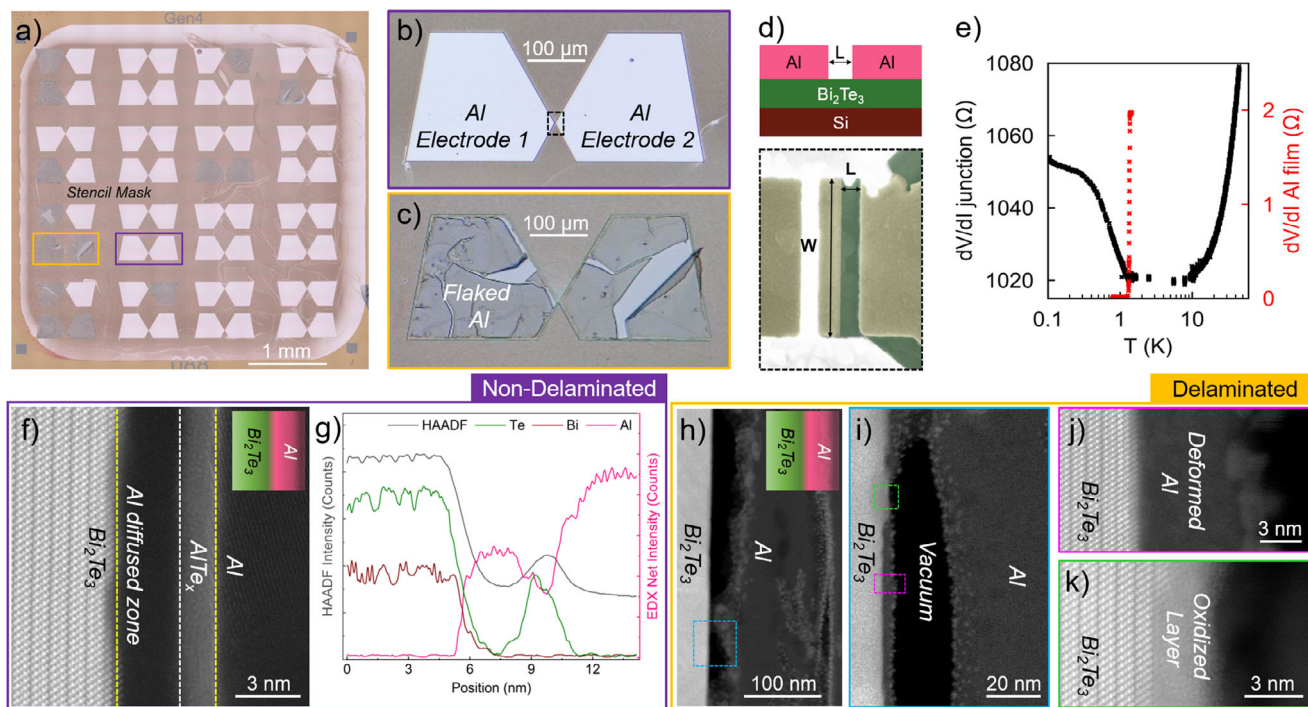 a)
Gen4
Stencil Mask
1 mm
b)
100 µm
Al
Electrode 1
Al
Electrode 2
c)
100 µm
Flaked
Al
d)
L
Al
Al
Bi₂Te₃
Si
L
W
e)
dV/dI junction (Ω)
1080
1060
1040
1020
0.1
1
10
T (K)
2
1
0
dV/dI Al film (Ω)
Non-Delaminated
f)
Bi₂Te₃
Al diffused zone
AlTeₓ
Al
Bi₂Te₃
Al
3 nm
g)
HAADF Te Bi Al
HAADF Intensity (Counts)
EDX Net Intensity (Counts)
0 3 6 9 12
Position (nm)
Delaminated
h)
Bi₂Te₃
Al
Bi₂Te₃
Al
100 nm
i)
Bi₂Te₃
Vacuum
Al
20 nm
j)
Bi₂Te₃
Deformed
Al
3 nm
k)
Bi₂Te₃
Oxidized
Layer
3 nm